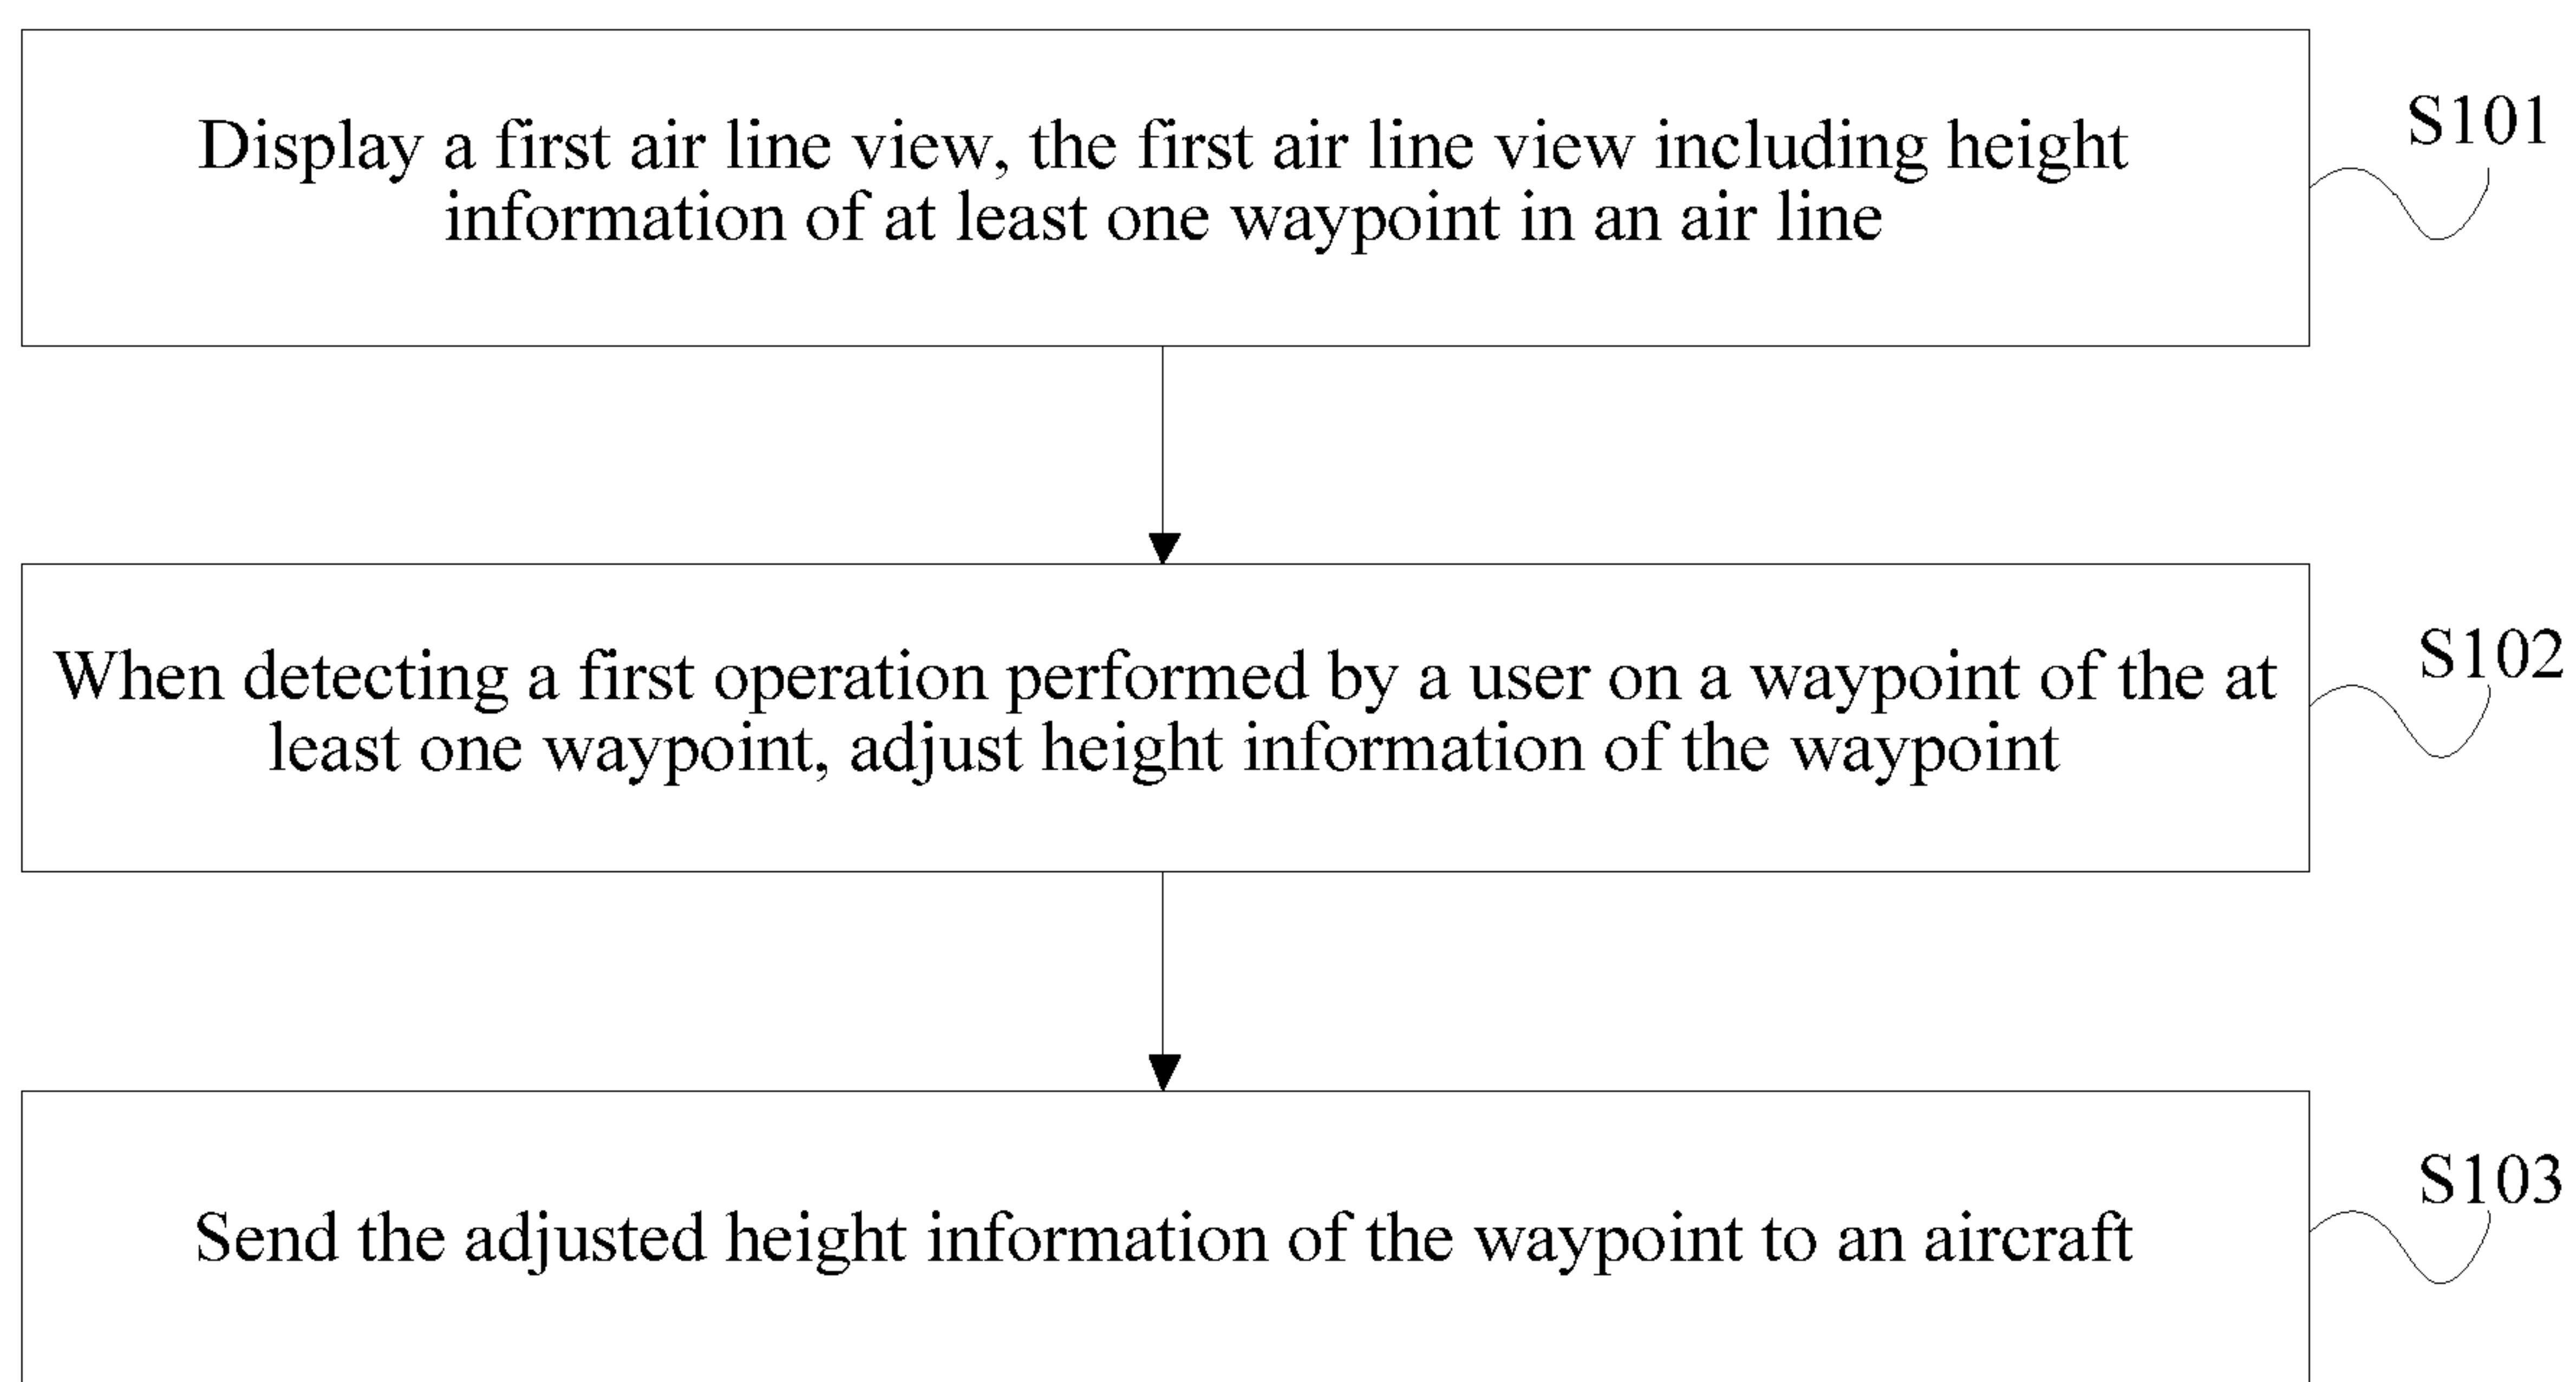 Display a first air line view, the first air line view including height
information of at least one waypoint in an air line
S101
When detecting a first operation performed by a user on a waypoint of the at
least one waypoint, adjust height information of the waypoint
S102
Send the adjusted height information of the waypoint to an aircraft
S103